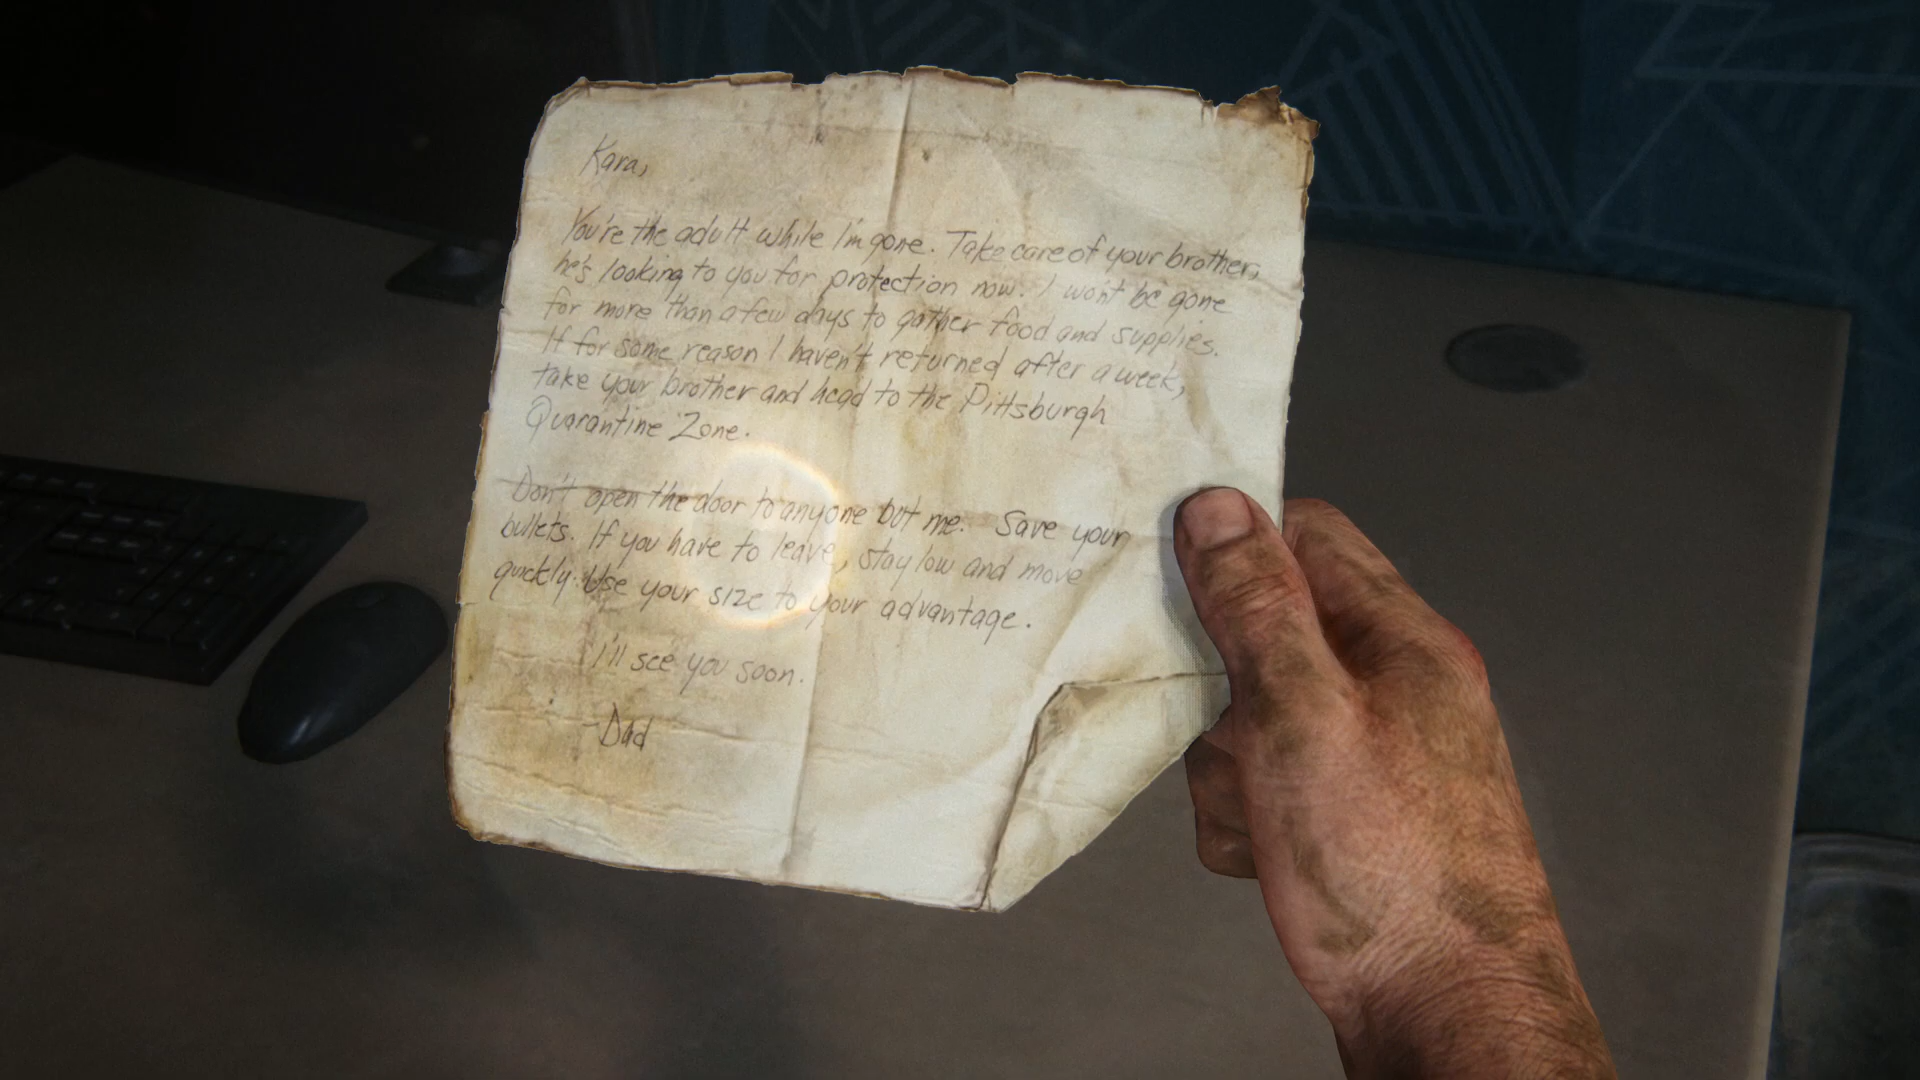 Kara,
You're the adult while I'm gone. Take care of your brother,
he's looking to you for protection now. I won't be gone
for more than a few days to gather food and supplies.
If for some reason I haven't returned after a week,
take your brother and head to the Pittsburgh
Quarantine Zone.
Don't open the door to anyone but me. Save your
bullets. If you have to leave, stay low and move
quickly. Use your size to your advantage.
I'll see you soon.
-Dad